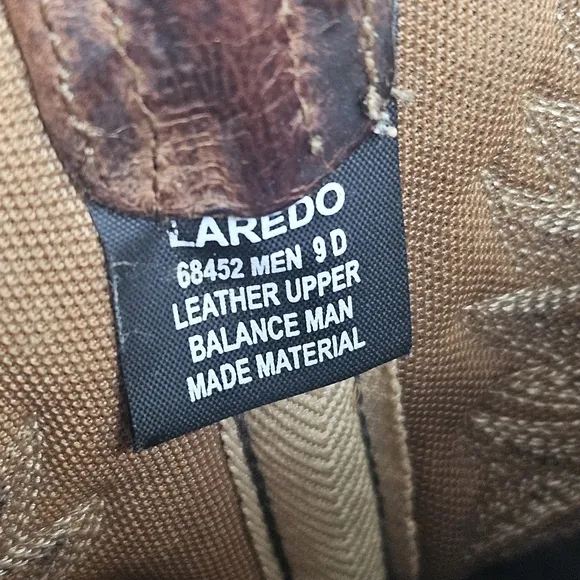 LAREDO
68452 MEN 9 D
LEATHER UPPER
BALANCE MAN
MADE MATERIAL